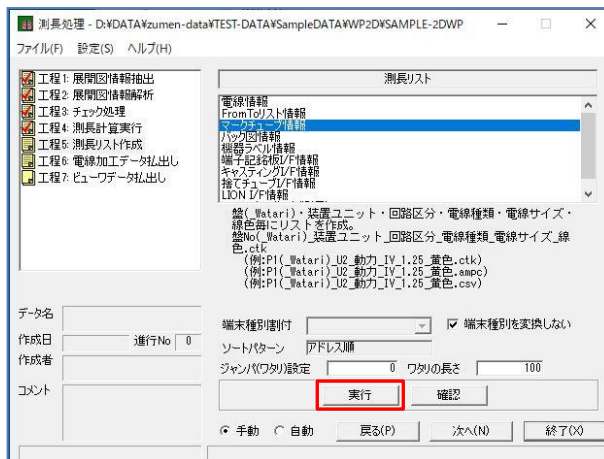 測長処理 - D:¥DATA¥zumen-data¥TEST-DATA¥SampleDATA¥WP2D¥SAMPLE-2DWP
ファイル(F) 設定(S) ヘルプ(H)
工程1: 展開図情報抽出
工程2: 展開図情報解析
工程3: チェック処理
工程4: 測長計算実行
工程5: 測長リスト作成
工程6: 電線加工データ払出し
工程7: ビューワデータ払出し
測長リスト
電線情報
FromToリスト情報
マークチューブ情報
バック図情報
機器ラベル情報
端子記銘板I/F情報
キャスティングI/F情報
捨てチューブI/F情報
LION I/F情報
盤(_Watari)・装置ユニット・回路区分・電線種類・電線サイズ・
線色毎にリストを作成。
盤No(_Watari)_装置ユニット_回路区分_電線種類_電線サイズ_線
色.ctk
(例:P1(_Watari)_U2_動力_IV_1.25_黄色.ctk)
(例:P1(_Watari)_U2_動力_IV_1.25_黄色.ampc)
(例:P1(_Watari)_U2_動力_IV_1.25_黄色.csv)
データ名
作成日 進行No 0
作成者
コメント
端末種別割付 端末種別を変換しない
ソートパターン アドレス順
ジャンパ(ワタリ)設定 0 ワタリの長さ 100
実行 確認
手動 自動 戻る(P) 次へ(N) 終了(X)